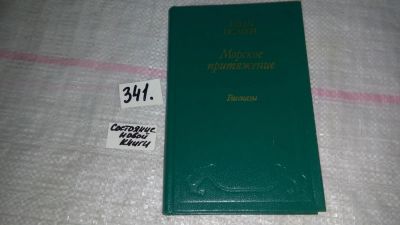 Морское
притяжение
Рассказы
341.
Состояние
новой
книги